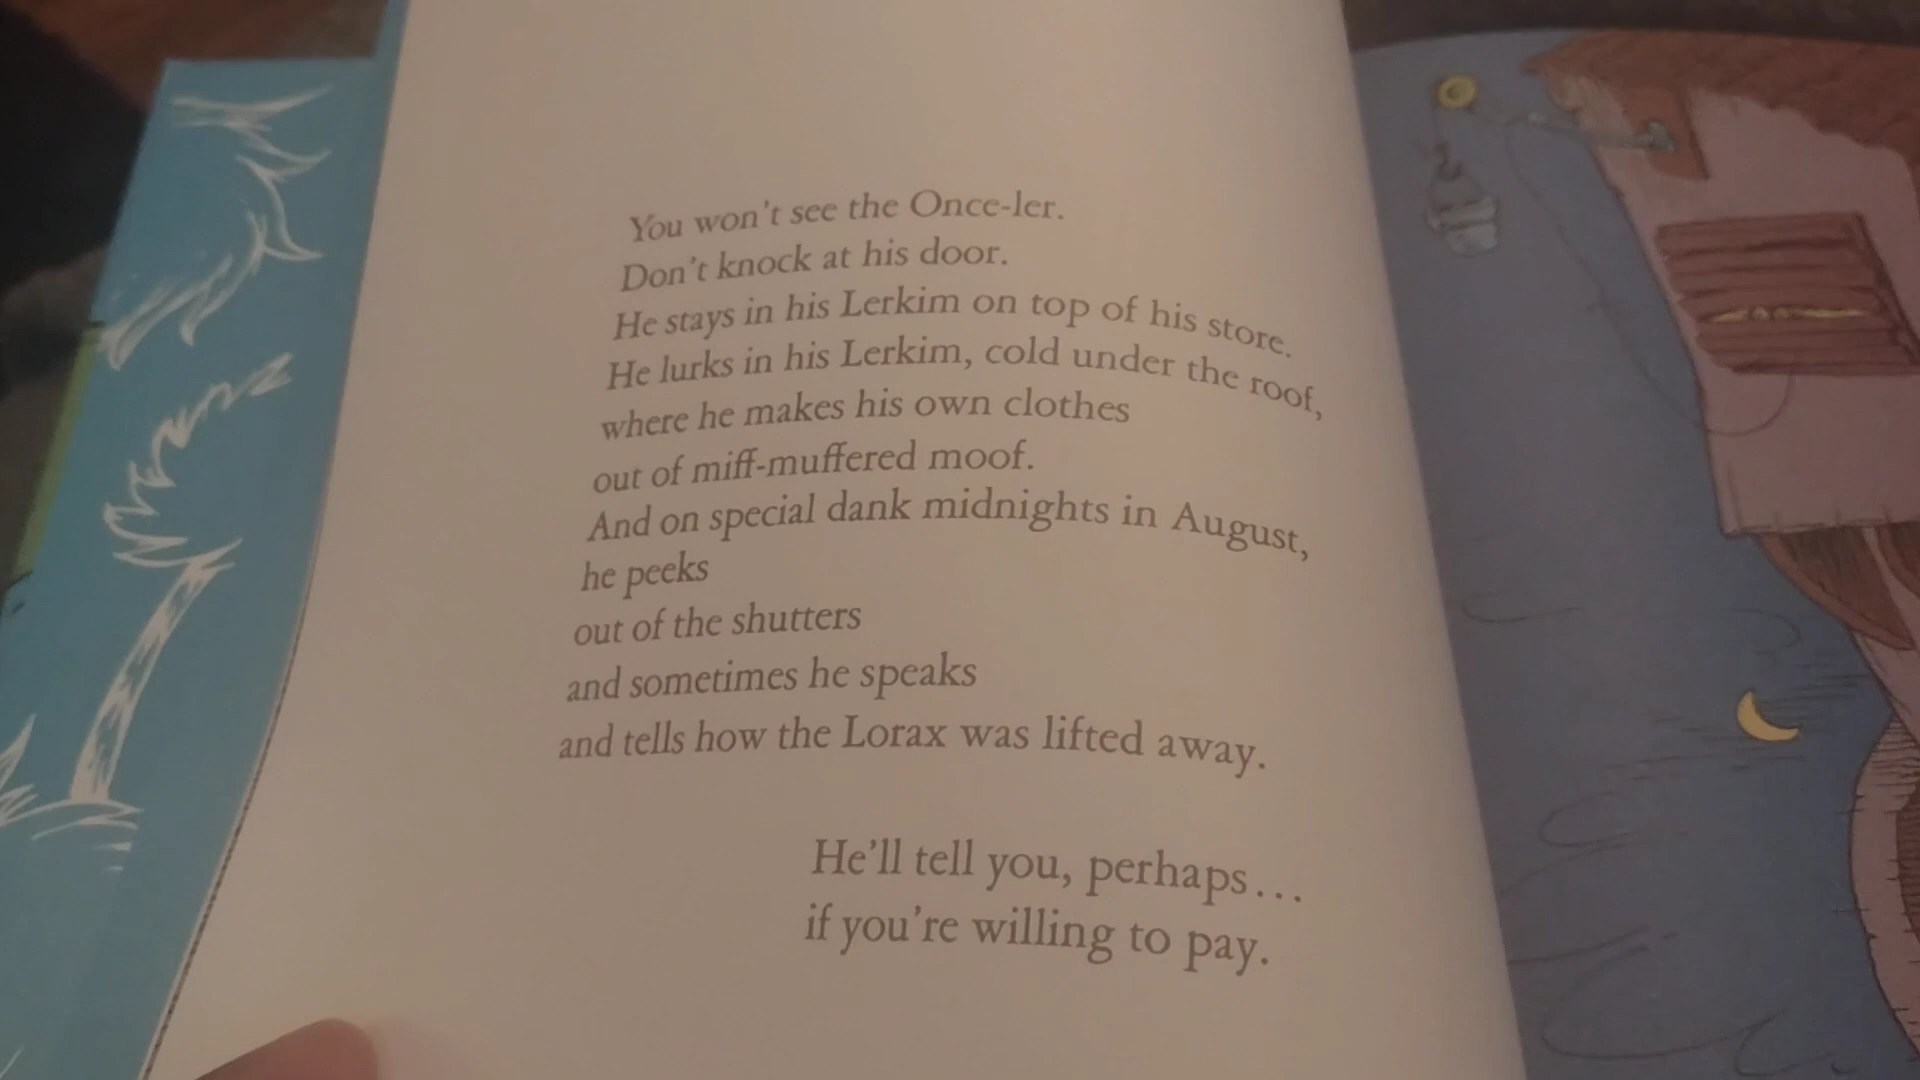 You won't see the Once-ler.
Don't knock at his door.
He stays in his Lerkim on top of his store.
He lurks in his Lerkim, cold under the roof,
where he makes his own clothes
out of miff-muffered moof.
And on special dank midnights in August,
he peeks
out of the shutters
and sometimes he speaks
and tells how the Lorax was lifted away.
He'll tell you, perhaps...
if you're willing to pay.